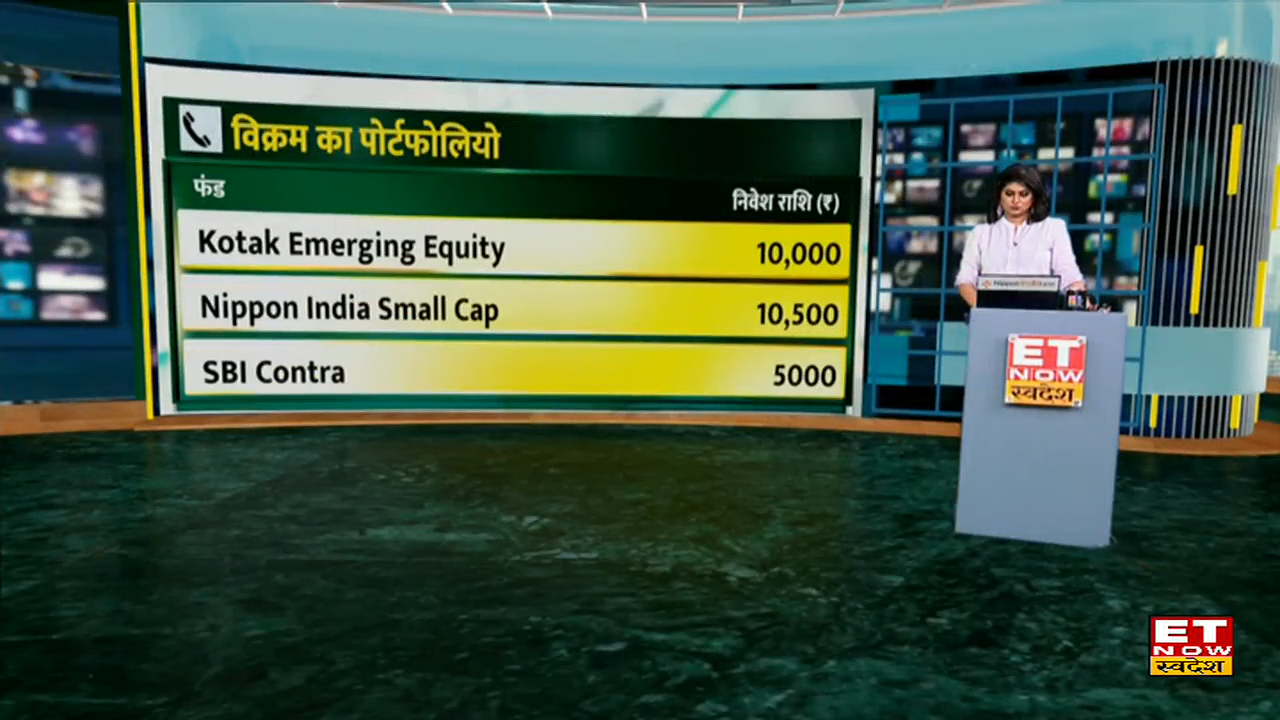 विक्रम का पोर्टफोलियो
फंड
निवेश राशि (₹)
Kotak Emerging Equity
10,000
Nippon India Small Cap
10,500
SBI Contra
5000
ET
NOW
स्वदेश
ET
NOW
स्वदेश